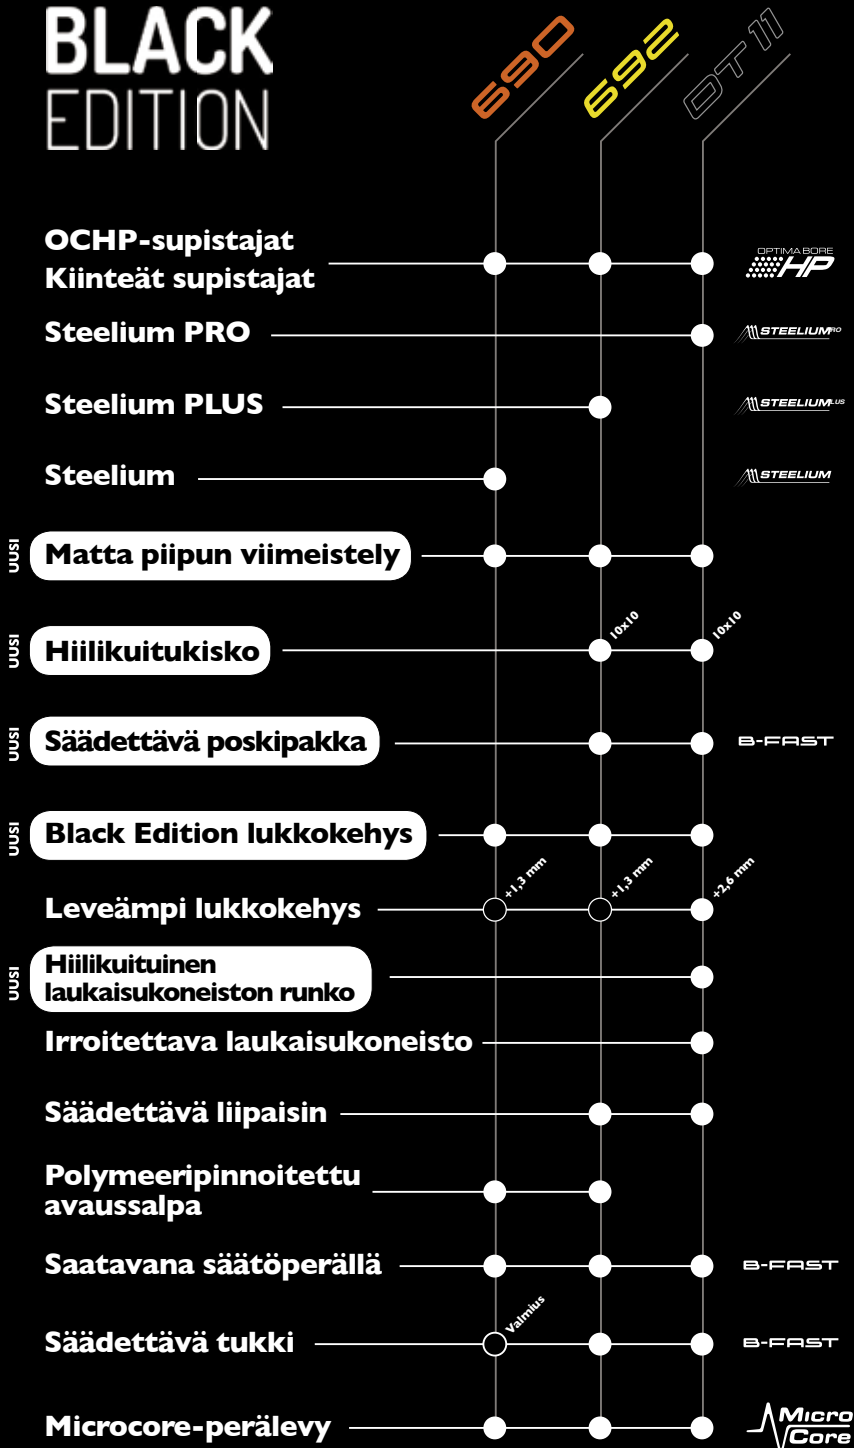 BLACK
EDITION
690
692
DT11
OCHP-supistajat
Kiinteät supistajat
OPTIMA BORE
HP
Steelium PRO
STEELIUM PRO
Steelium PLUS
STEELIUM PLUS
Steelium
STEELIUM
UUSI
Matta piipun viimeistely
UUSI
Hiilikuitukisko
10x10
10x10
UUSI
Säädettävä poskipakka
B-FAST
UUSI
Black Edition lukkokehys
Leveämpi lukkokehys
+1,3 mm
+1,3 mm
+2,6 mm
UUSI
Hiilikuituinen
laukaisukoneiston runko
Irroitettava laukaisukoneisto
Säädettävä liipaisin
Polymeeripinnoitettu
avaussalpa
Saatavana säätöperällä
B-FAST
Säädettävä tukki
Valmius
B-FAST
Microcore-perälevy
Micro
Core